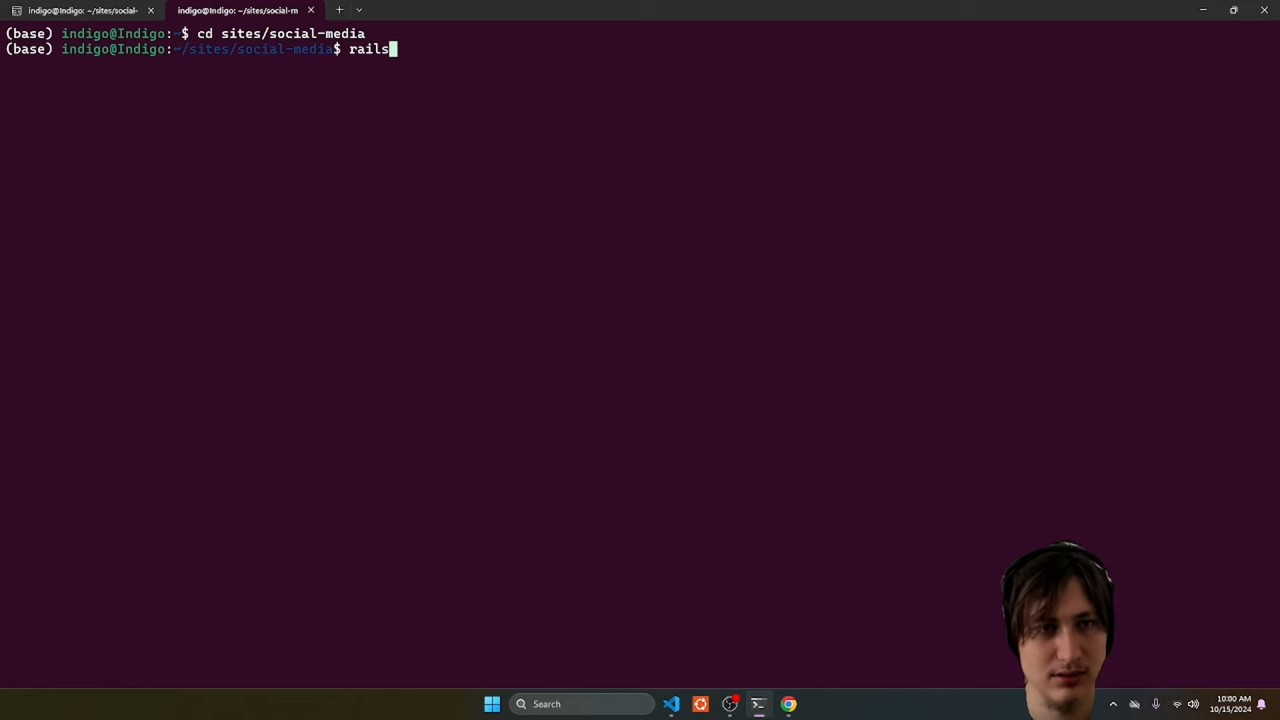 indigo@Indigo: ~/sites/social-
indigo@Indigo: ~/sites/social-m
(base) indigo@Indigo:~$ cd sites/social-media
(base) indigo@Indigo:~/sites/social-media$ rails
Search
10:00 AM
10/15/2024